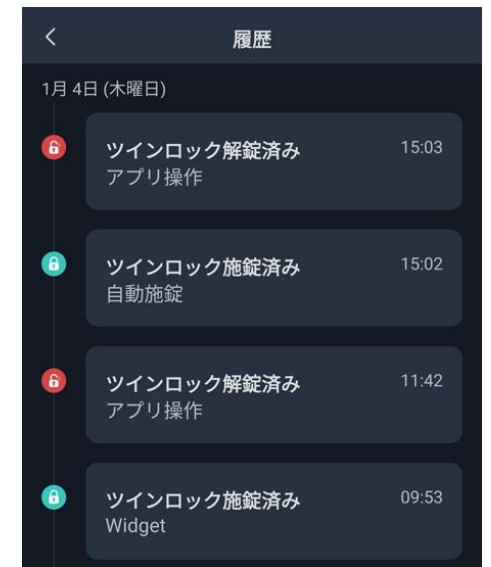 履歴
1月 4日 (木曜日)
ツインロック解錠済み 15:03
アプリ操作
ツインロック施錠済み 15:02
自動施錠
ツインロック解錠済み 11:42
アプリ操作
ツインロック施錠済み 09:53
Widget